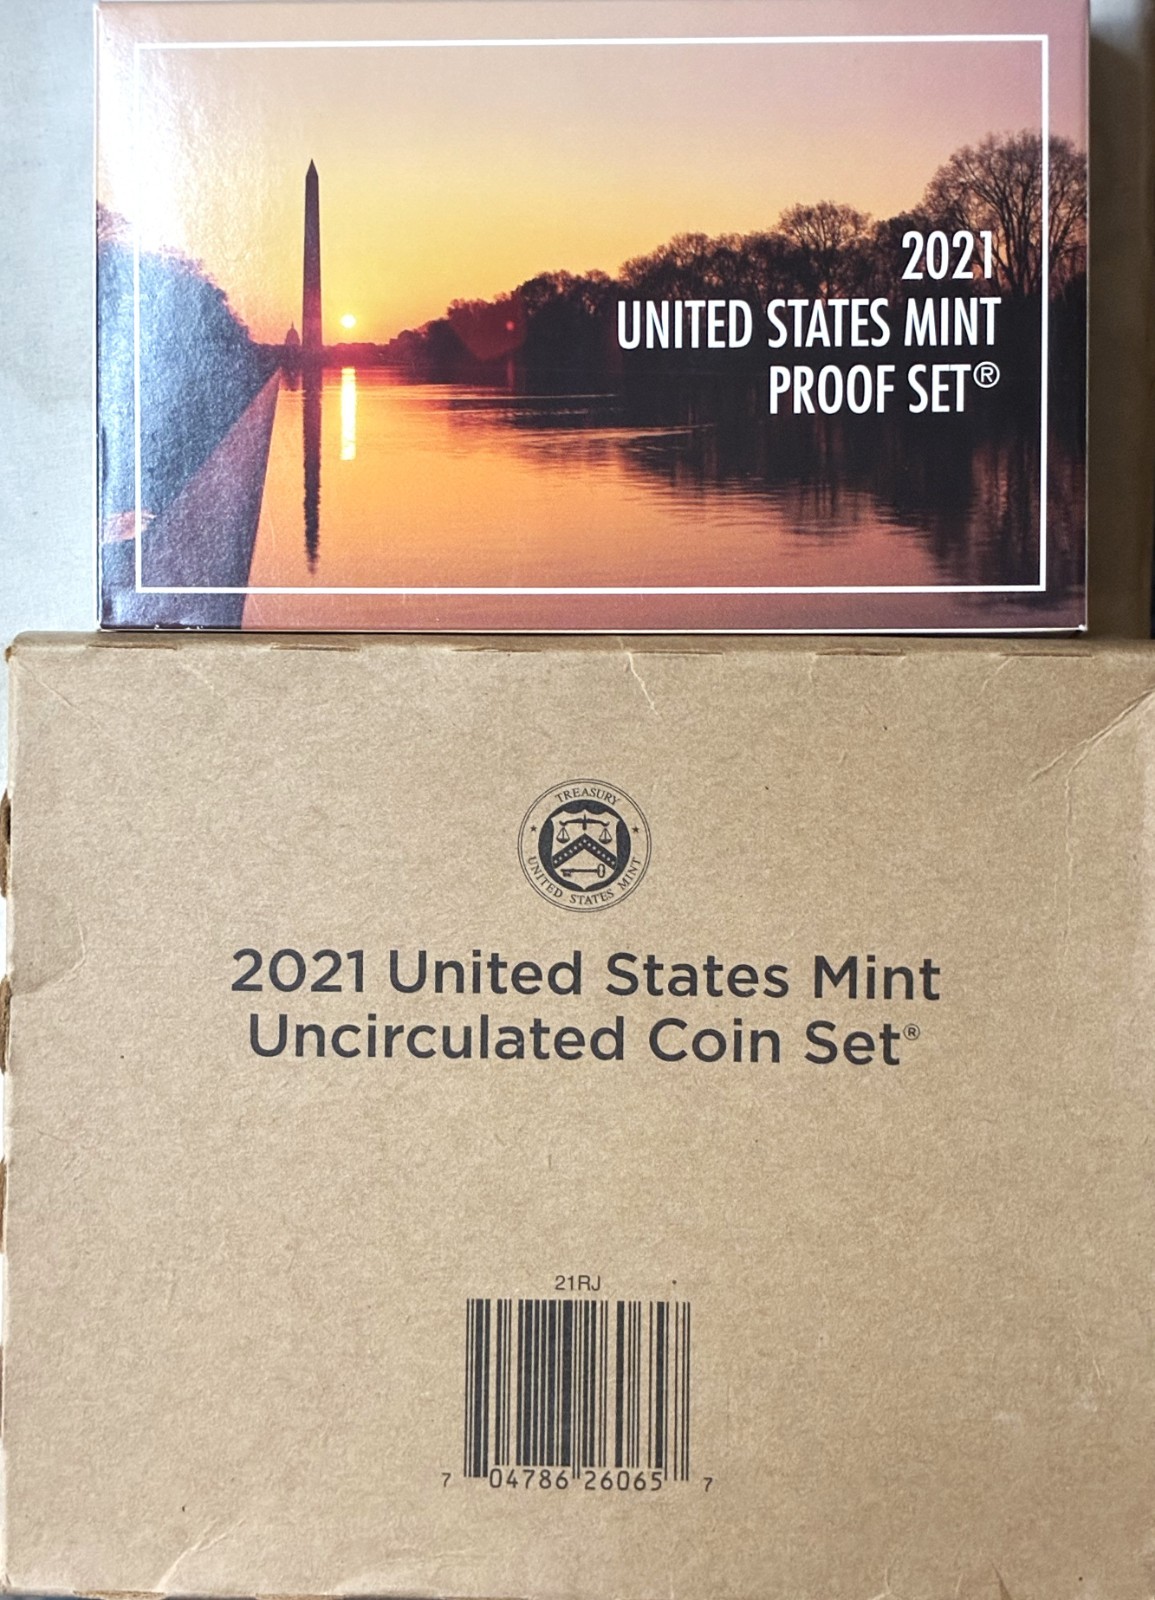 2021
UNITED STATES MINT
PROOF SET®
TREASURY
UNITED STATES MINT
2021 United States Mint
Uncirculated Coin Set®
21RJ
7 04786 26065 7